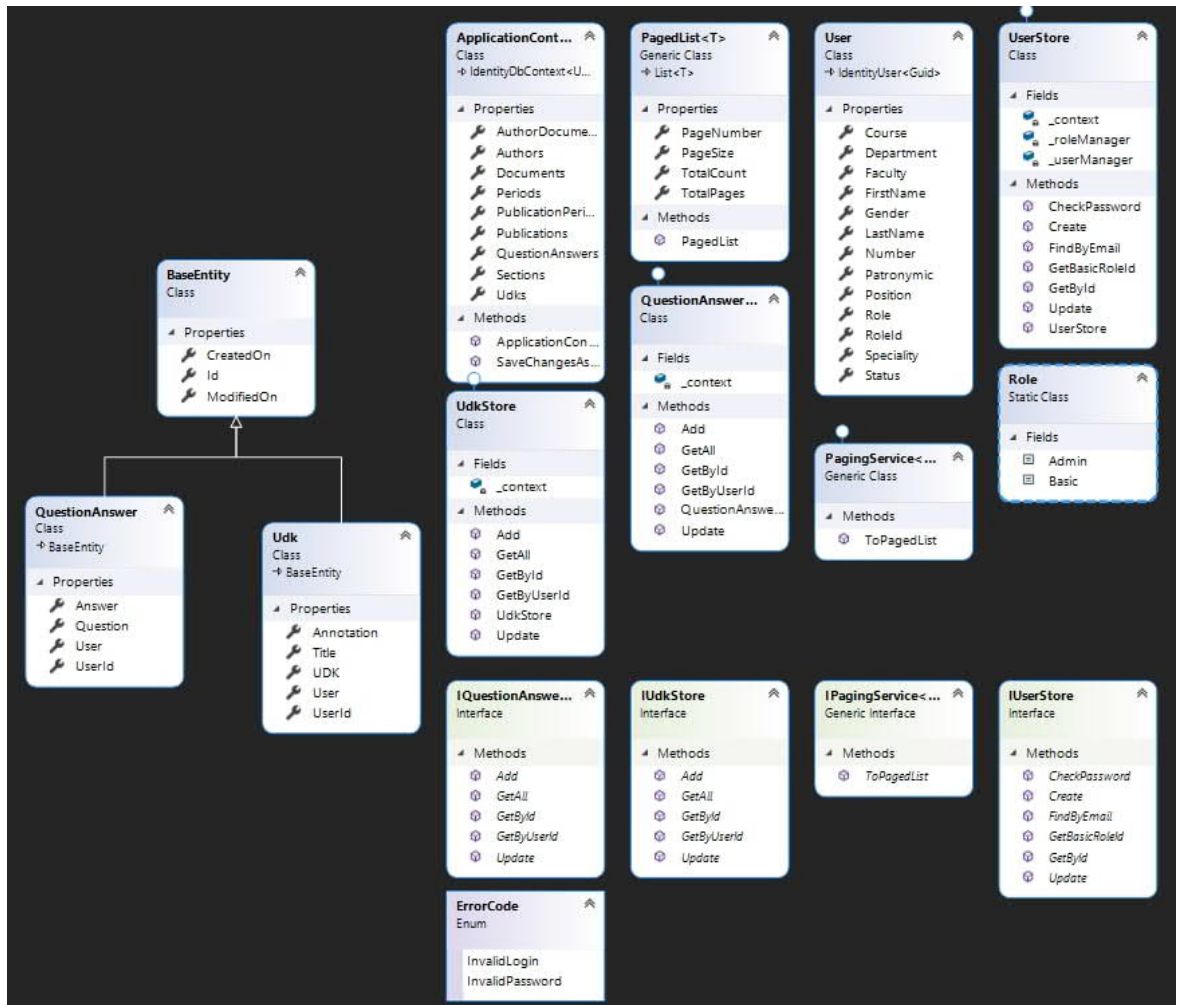 BaseEntity
Class
Properties
CreatedOn
Id
ModifiedOn
QuestionAnswer
Class
BaseEntity
Properties
Answer
Question
User
UserId
Udk
Class
BaseEntity
Properties
Annotation
Title
UDK
User
UserId
ApplicationCont...
Class
IdentityDbContext<U...
Properties
AuthorDocume...
Authors
Documents
Periods
PublicationPeri...
Publications
QuestionAnswers
Sections
Udks
Methods
ApplicationCon...
SaveChangesAs...
UdkStore
Class
Fields
_context
Methods
Add
GetAll
GetById
GetByUserId
UdkStore
Update
PagedList<T>
Generic Class
List<T>
Properties
PageNumber
PageSize
TotalCount
TotalPages
Methods
PagedList
QuestionAnswer...
Class
Fields
_context
Methods
Add
GetAll
GetById
GetByUserId
QuestionAnswe...
Update
User
Class
IdentityUser<Guid>
Properties
Course
Department
Faculty
FirstName
Gender
LastName
Number
Patronymic
Position
Role
RoleId
Speciality
Status
PagingService<...
Generic Class
Methods
ToPagedList
UserStore
Class
Fields
_context
_roleManager
_userManager
Methods
CheckPassword
Create
FindByEmail
GetBasicRoleId
GetById
Update
UserStore
Role
Static Class
Fields
Admin
Basic
IQuestionAnswe...
Interface
Methods
Add
GetAll
GetById
GetByUserId
Update
IUdkStore
Interface
Methods
Add
GetAll
GetById
GetByUserId
Update
IPagingService<...
Generic Interface
Methods
ToPagedList
IUserStore
Interface
Methods
CheckPassword
Create
FindByEmail
GetBasicRoleId
GetById
Update
ErrorCode
Enum
InvalidLogin
InvalidPassword